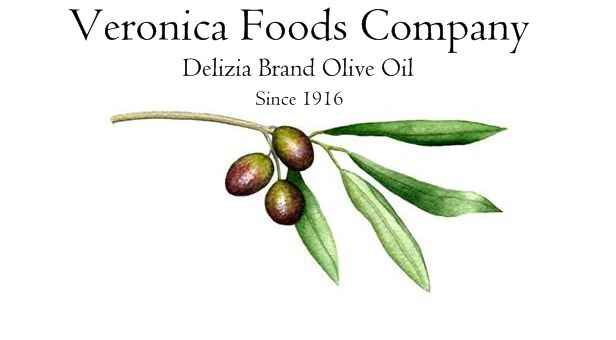 Veronica Foods Company
Delizia Brand Olive Oil
Since 1916